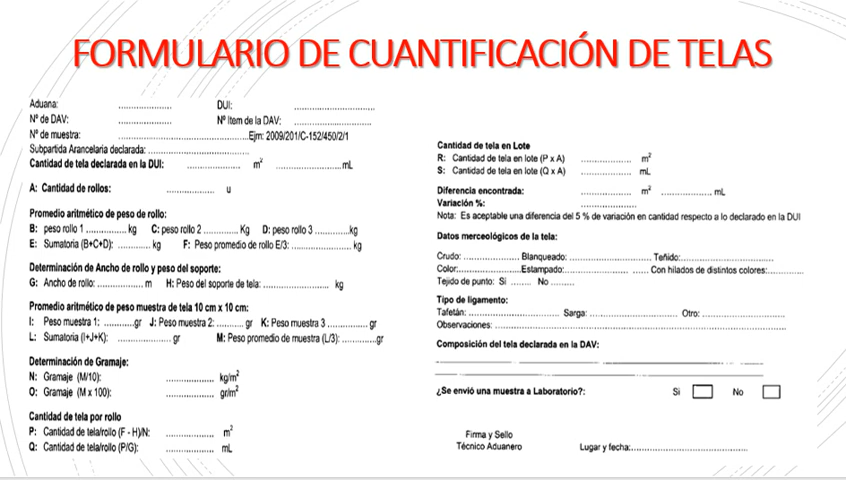 FORMULARIO DE CUANTIFICACIÓN DE TELAS
Aduana: ..................... DUI: ...............................
Nº de DAV: ..................... Nº Item de la DAV: .............................
Nº de muestra: ..................................................Ejm: 2009/201/C-152/450/2/1
Subpartida Arancelaria declarada: ........................................
Cantidad de tela declarada en la DUI: ..................... m² .........................mL
A: Cantidad de rollos: ................... u
Promedio aritmético de peso de rollo:
B: peso rollo 1 ............. kg C: peso rollo 2 ............. Kg D: peso rollo 3 .............kg
E: Sumatoria (B+C+D): ............. kg F: Peso promedio de rollo E/3: ........................ kg
Determinación de Ancho de rollo y peso del soporte:
G: Ancho de rollo: .................. m H: Peso del soporte de tela: ........................... kg
Promedio aritmético de peso muestra de tela 10 cm x 10 cm:
I: Peso muestra 1: ............gr J: Peso muestra 2: .......... gr K: Peso muestra 3 ................ gr
L: Sumatoria (I+J+K): ................. gr M: Peso promedio de muestra (L/3): ..............gr
Determinación de Gramaje:
N: Gramaje (M/10): ................... kg/m²
O: Gramaje (M x 100): ................... gr/m²
Cantidad de tela por rollo
P: Cantidad de tela/rollo (F - H)/N: ................... m²
Q: Cantidad de tela/rollo (P/G): ................... mL
Cantidad de tela en Lote
R: Cantidad de tela en lote (P x A) .................... m²
S: Cantidad de tela en lote (Q x A) .................... mL
Diferencia encontrada: .................... m² .................... mL
Variación %: ......................
Nota: Es aceptable una diferencia del 5 % de variación en cantidad respecto a lo declarado en la DUI
Datos merceológicos de la tela:
Crudo: ..................... Blanqueado: ............................. Teñido:................................................
Color:.....................Estampado:........................... ...... Con hilados de distintos colores:..............
Tejido de punto: Si ....... No .........
Tipo de ligamento:
Tafetán: .................................... Sarga: ................................. Otro: ..........................................
Observaciones: ..............................................................................................................
Composición del tela declarada en la DAV:
¿Se envió una muestra a Laboratorio?: Si No
Firma y Sello
Técnico Aduanero Lugar y fecha:.........................................................